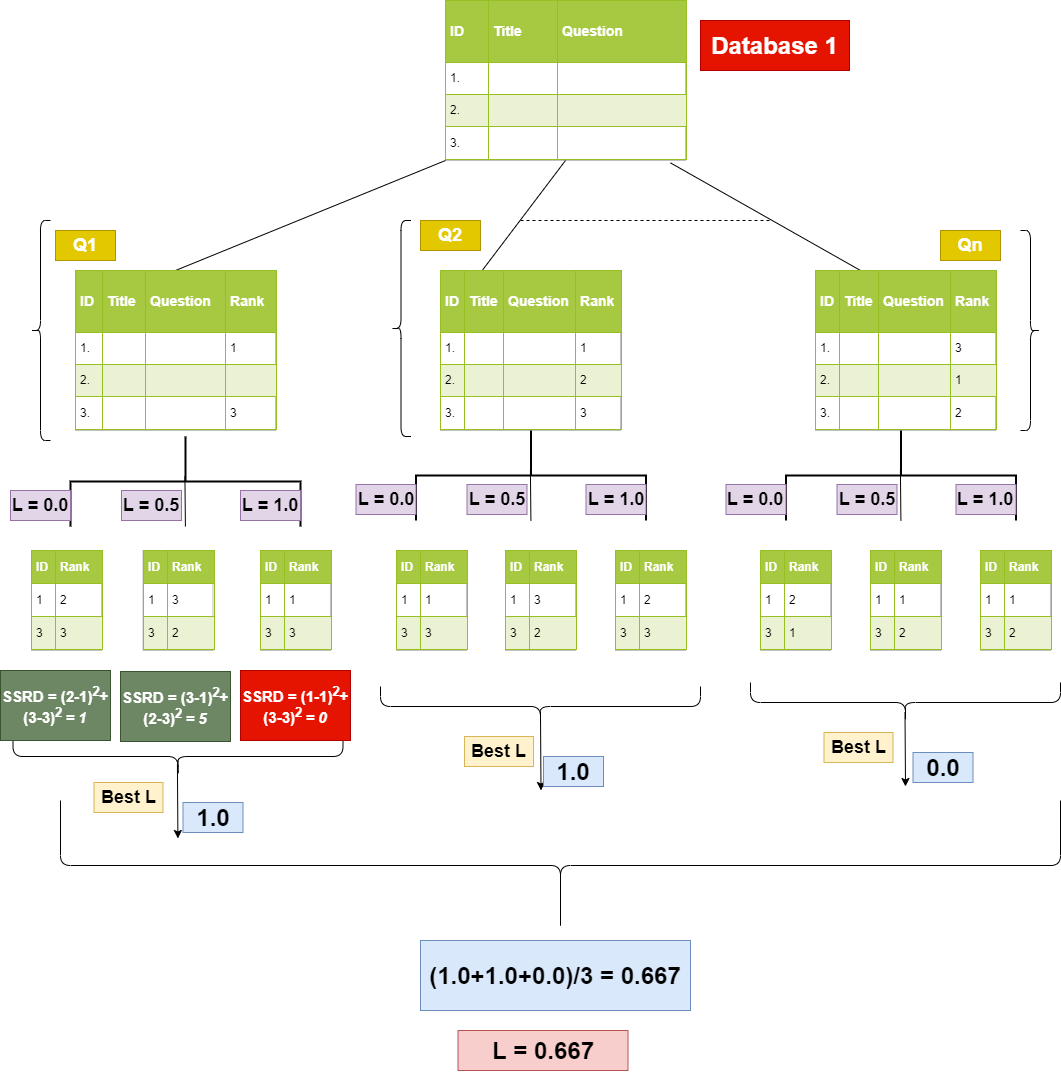 ID Title Question
Database 1
1.
2.
3.
Q1
Q2
Qn
ID Title Question Rank
1. 1
2.
3. 3
ID Title Question Rank
1. 1
2. 2
3. 3
ID Title Question Rank
1. 3
2. 1
3. 2
L = 0.0
L = 0.5
L = 1.0
L = 0.0
L = 0.5
L = 1.0
L = 0.0
L = 0.5
L = 1.0
ID Rank
1 2
3 3
ID Rank
1 3
3 2
ID Rank
1 1
3 3
ID Rank
1 1
3 3
ID Rank
1 3
3 2
ID Rank
1 2
3 3
ID Rank
1 2
3 1
ID Rank
1 1
3 2
ID Rank
1 1
3 2
SSRD = (2-1)²+
(3-3)² = 1
SSRD = (3-1)²+
(2-3)² = 5
SSRD = (1-1)²+
(3-3)² = 0
Best L
1.0
Best L
1.0
Best L
0.0
(1.0+1.0+0.0)/3 = 0.667
L = 0.667